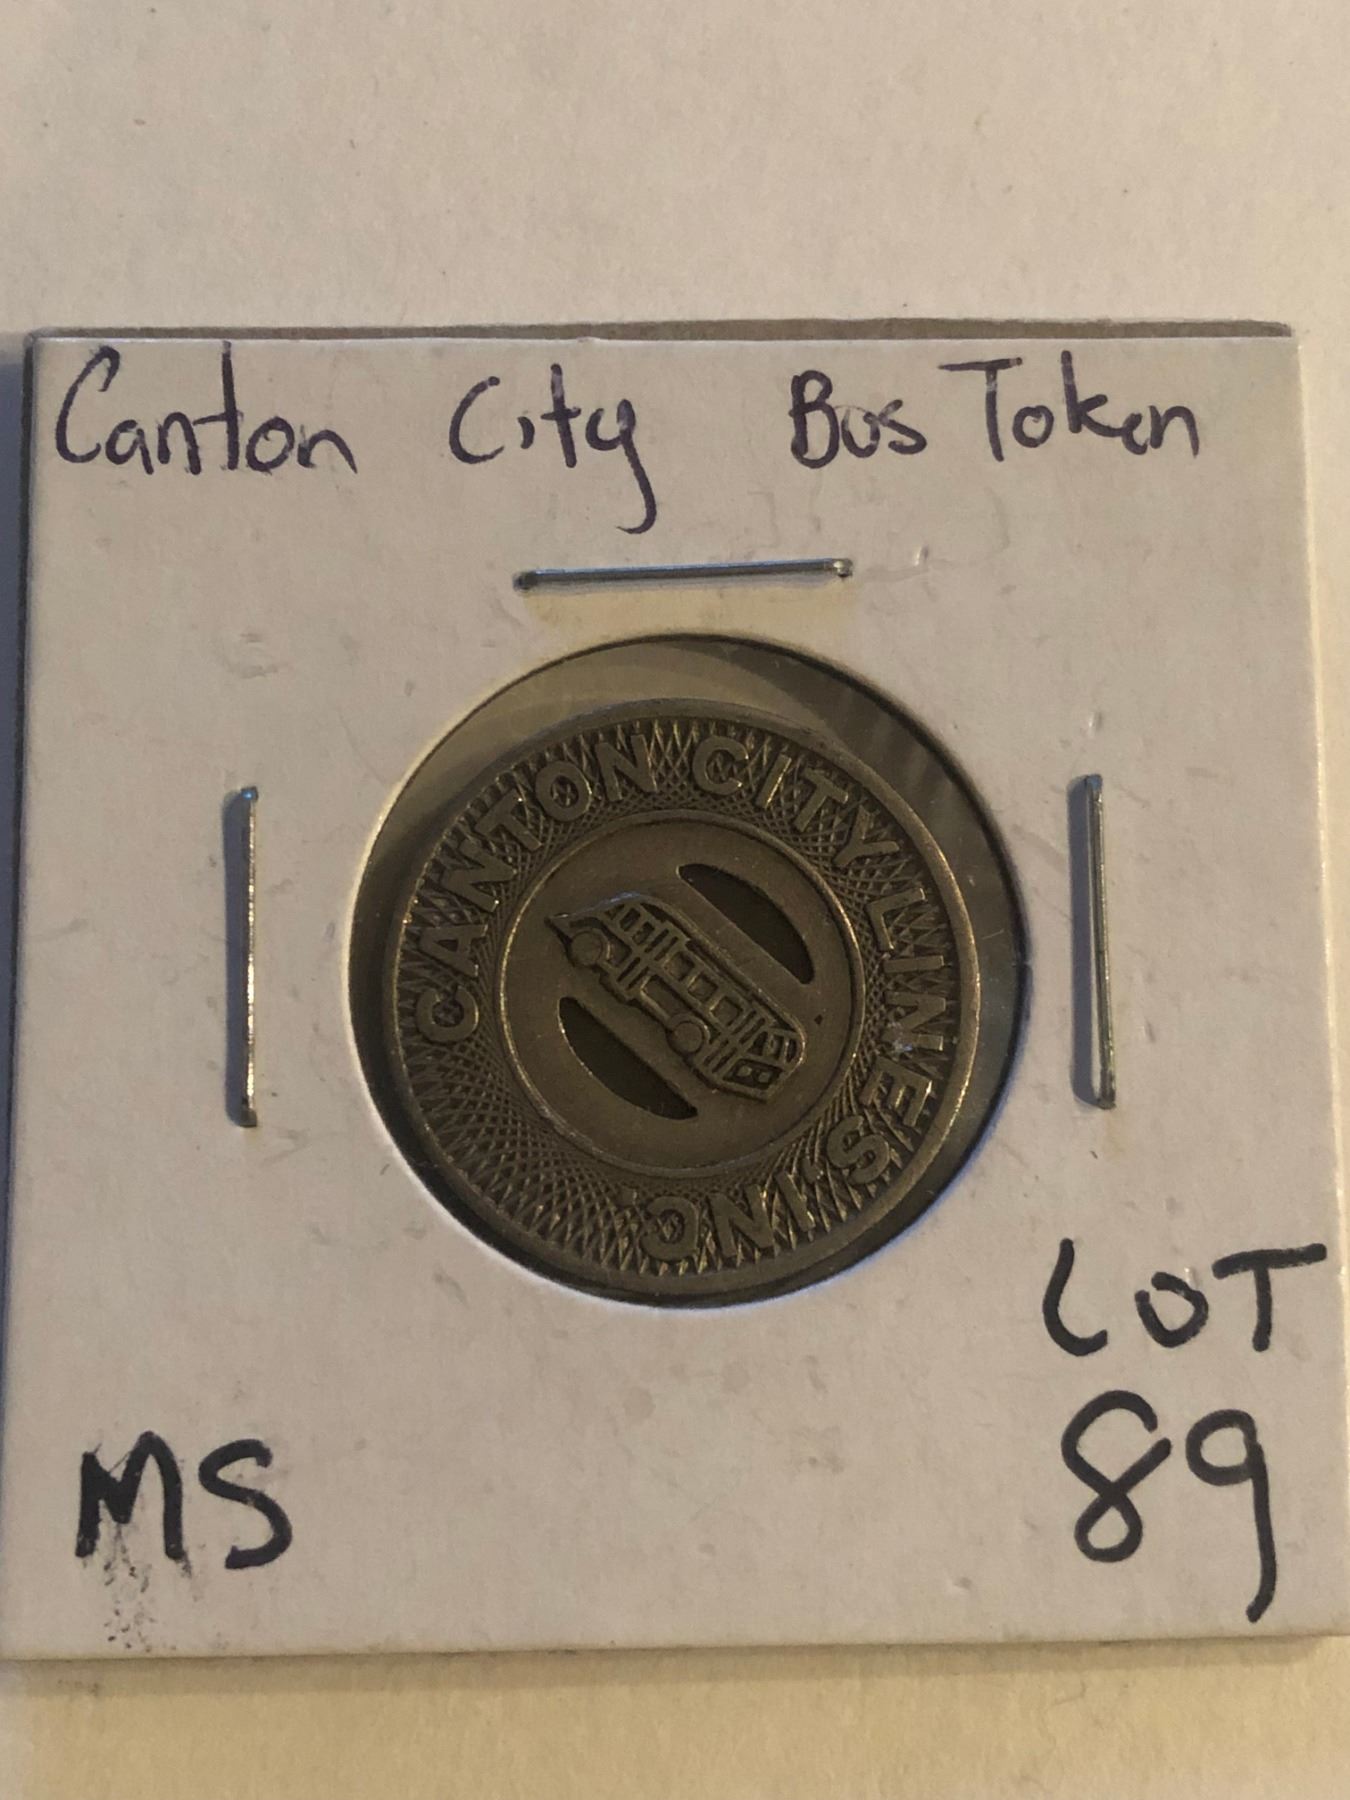 Canton City Bus Token
CANTON CITY LINES, INC.
LOT
89
MS